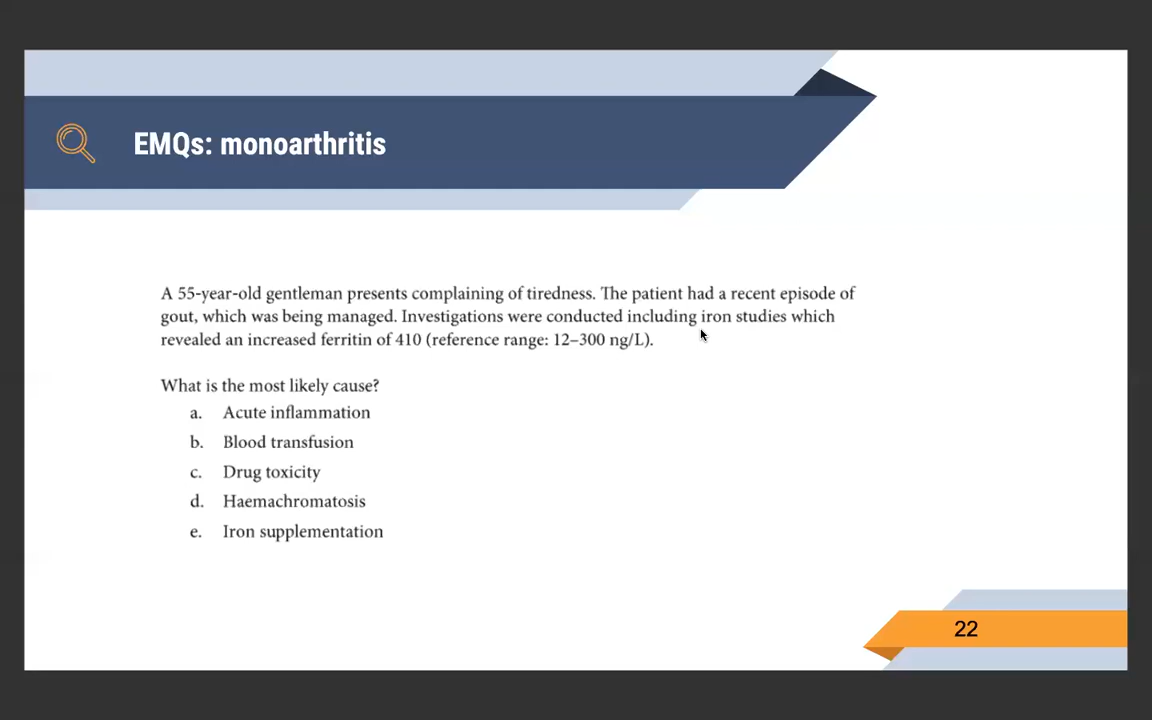 EMQs: monoarthritis
A 55-year-old gentleman presents complaining of tiredness. The patient had a recent episode of
gout, which was being managed. Investigations were conducted including iron studies which
revealed an increased ferritin of 410 (reference range: 12–300 ng/L).
What is the most likely cause?
a. Acute inflammation
b. Blood transfusion
c. Drug toxicity
d. Haemachromatosis
e. Iron supplementation
22